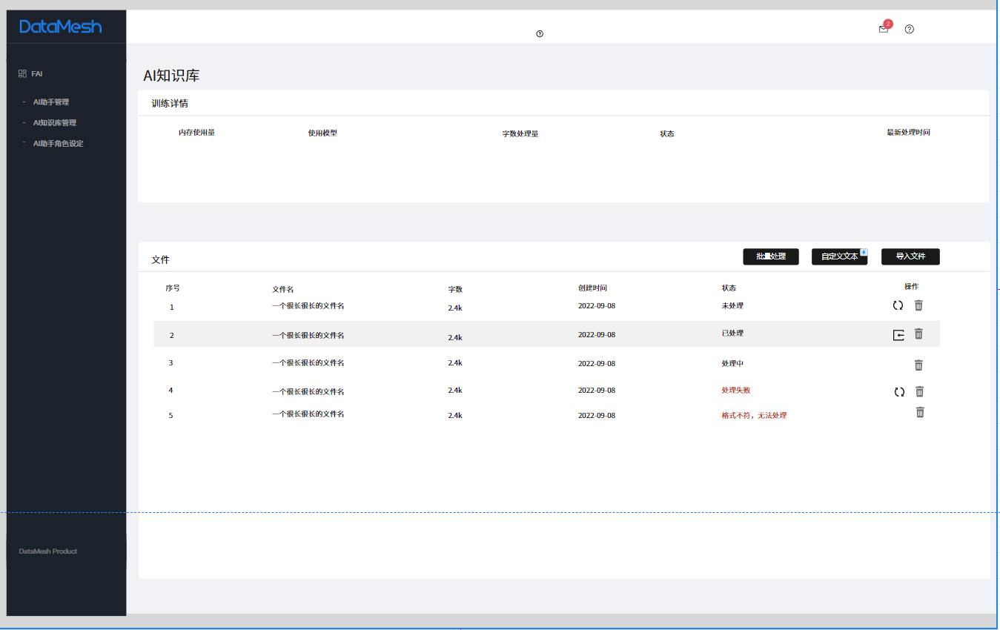 DataMesh
2
FAI
AI助手管理
AI知识库管理
AI助手角色设定
DataMesh Product
AI知识库
训练详情
内存使用量 使用模型 字数处理量 状态 最新处理时间
文件 批量处理 自定义文本 导入文件
序号 文件名 字数 创建时间 状态 操作
1 一个很长很长的文件名 2.4k 2022-09-08 未处理
2 一个很长很长的文件名 2.4k 2022-09-08 已处理
3 一个很长很长的文件名 2.4k 2022-09-08 处理中
4 一个很长很长的文件名 2.4k 2022-09-08 处理失败
5 一个很长很长的文件名 2.4k 2022-09-08 格式不符，无法处理